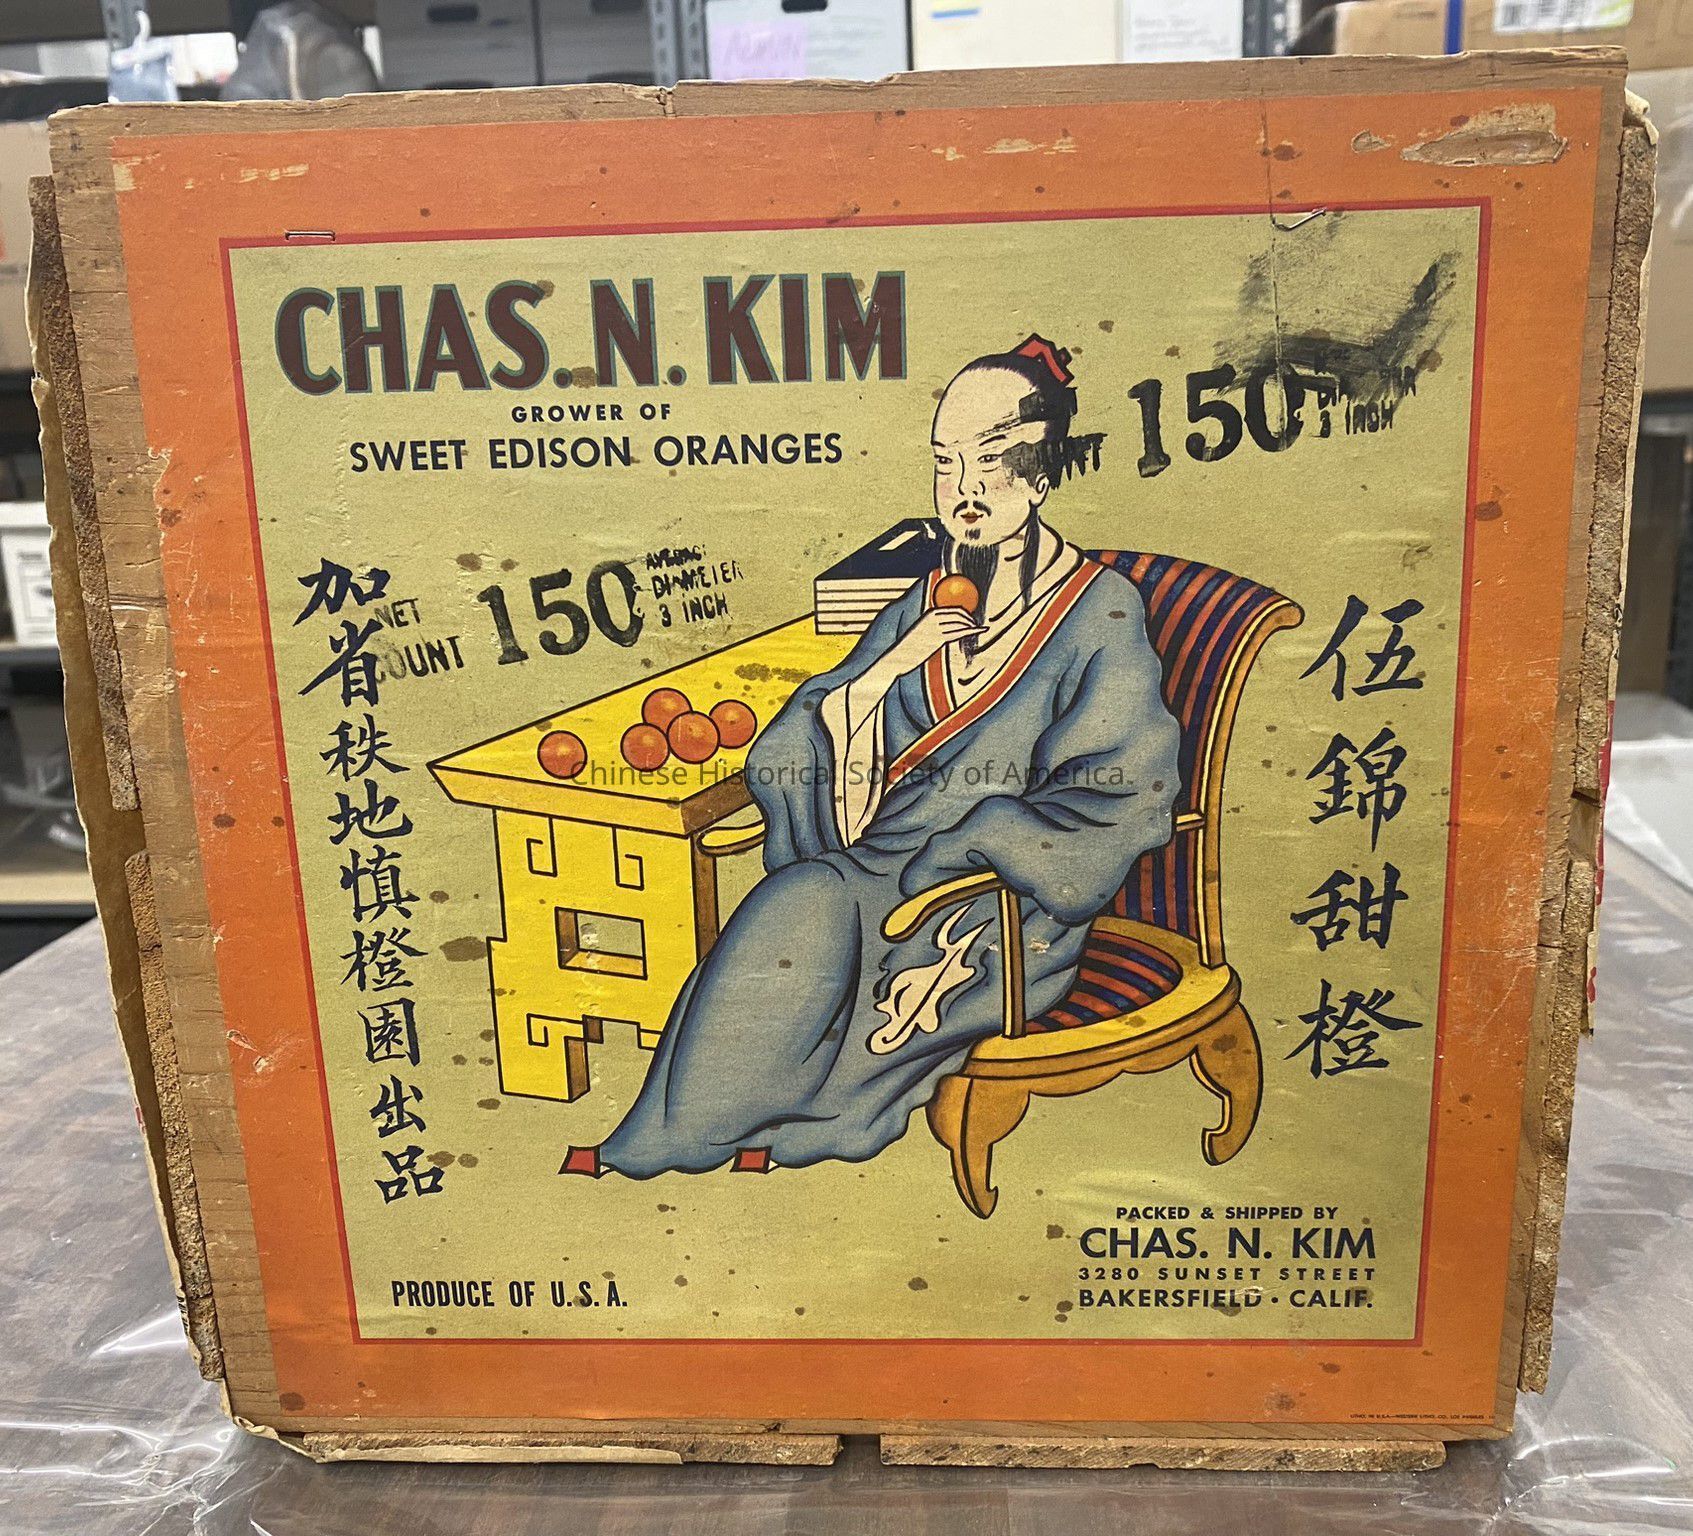 CHAS. N. KIM
GROWER OF
SWEET EDISON ORANGES
150
3 INCH
NET COUNT 150 AVERAGE DIAMETER 3 INCH
伍錦甜橙
加省秩地慎橙園出品
Chinese Historical Society of America
PACKED & SHIPPED BY
CHAS. N. KIM
3280 SUNSET STREET
BAKERSFIELD · CALIF.
PRODUCE OF U.S.A.